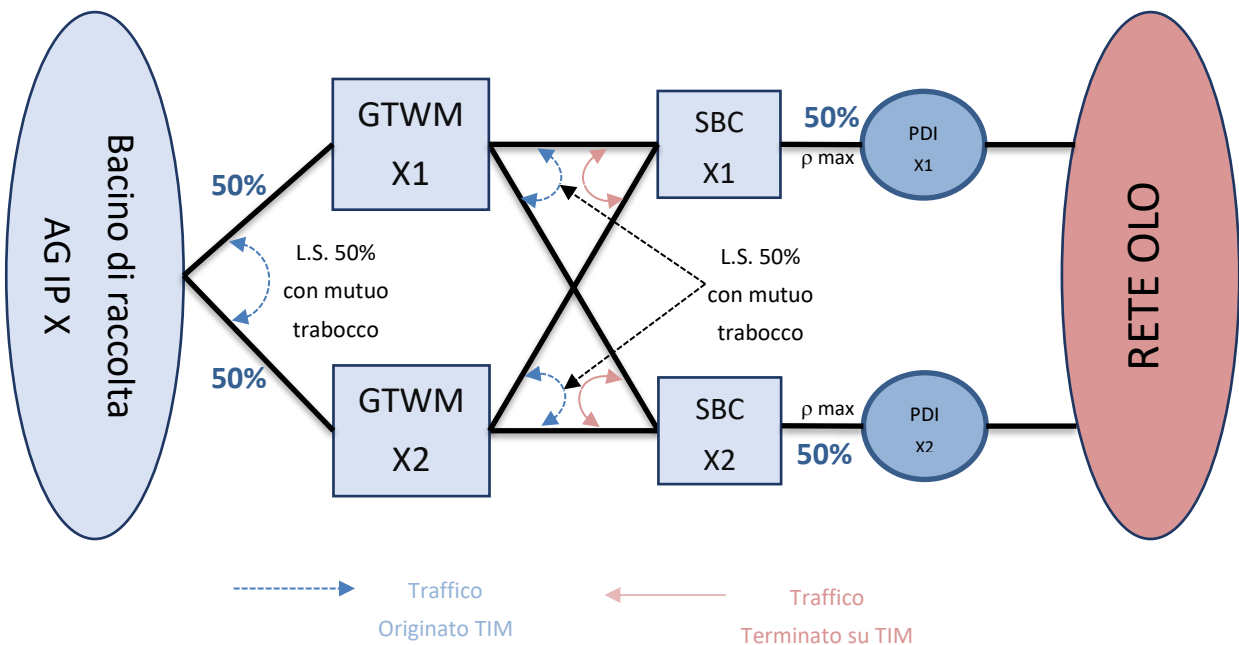 Bacino di raccolta
AG IP X
50%
50%
L.S. 50%
con mutuo
trabocco
GTWM
X1
GTWM
X2
SBC
X1
SBC
X2
L.S. 50%
con mutuo
trabocco
50%
ρ max
PDI
X1
ρ max
50%
PDI
X2
RETE OLO
Traffico
Originato TIM
Traffico
Terminato su TIM